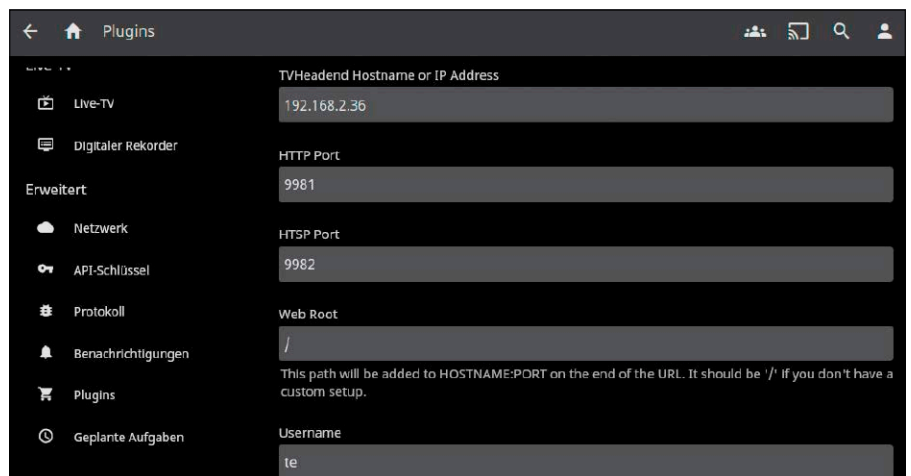 Plugins
Live-TV
Live-TV
Digitaler Rekorder
Erweitert
Netzwerk
API-Schlüssel
Protokoll
Benachrichtigungen
Plugins
Geplante Aufgaben
TVHeadend Hostname or IP Address
192.168.2.36
HTTP Port
9981
HTSP Port
9982
Web Root
/
This path will be added to HOSTNAME:PORT on the end of the URL. It should be '/' if you don't have a
custom setup.
Username
te